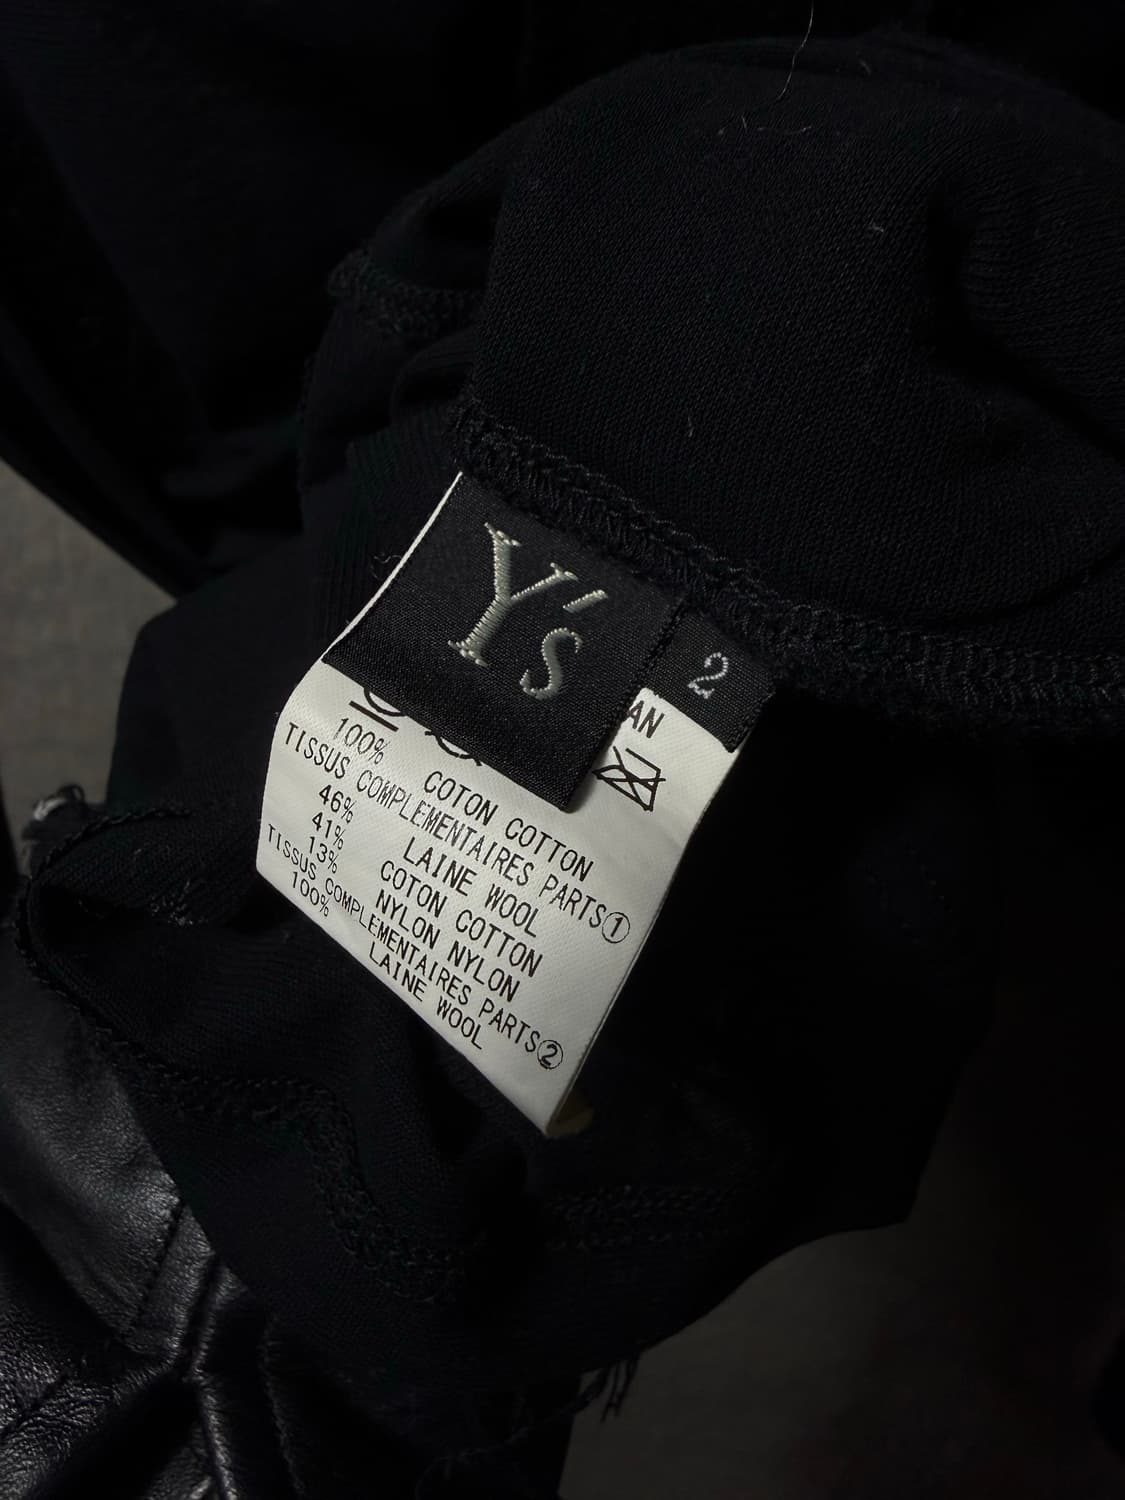 Y's
2
AN
100% COTON COTTON
TISSUS COMPLEMENTAIRES PARTS①
46% LAINE WOOL
41% COTON COTTON
13% NYLON NYLON
TISSUS COMPLEMENTAIRES PARTS②
100% LAINE WOOL